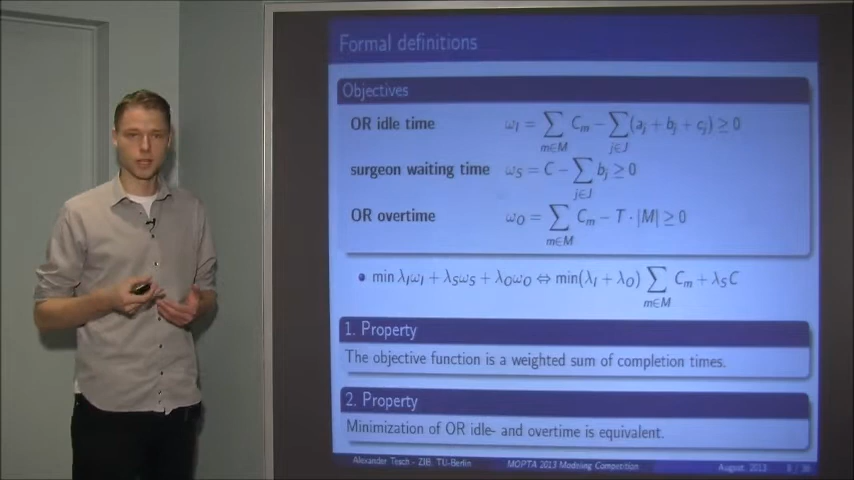 Formal definitions
Objectives
OR idle time ω_I = ∑_{m∈M} C_m − ∑_{j∈J} (a_j + b_j + c_j) ≥ 0
surgeon waiting time ω_S = C − ∑_{j∈J} b_j ≥ 0
OR overtime ω_O = ∑_{m∈M} C_m − T · |M| ≥ 0
• min λ_I ω_I + λ_S ω_S + λ_O ω_O ⇔ min(λ_I + λ_O) ∑_{m∈M} C_m + λ_S C
1. Property
The objective function is a weighted sum of completion times.
2. Property
Minimization of OR idle- and overtime is equivalent.
Alexander Tesch - ZIB, TU-Berlin MOPTA 2013 Modeling Competition August, 2013